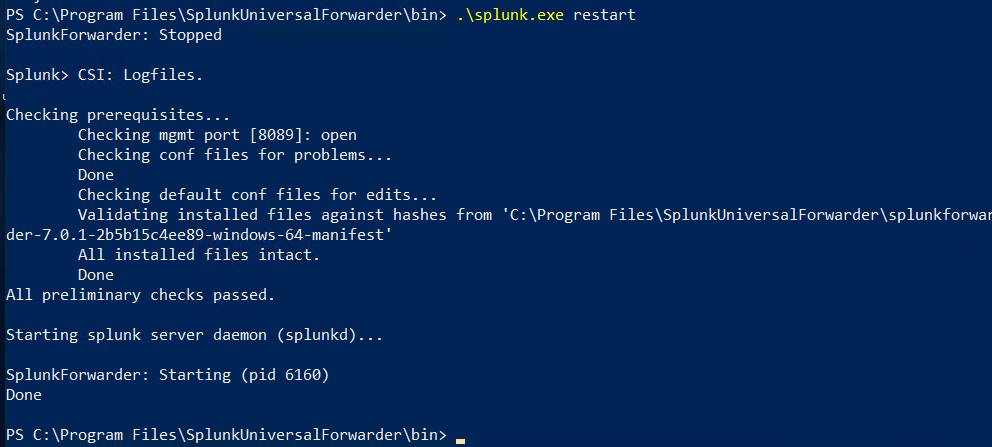 PS C:\Program Files\SplunkUniversalForwarder\bin> .\splunk.exe restart
SplunkForwarder: Stopped
Splunk> CSI: Logfiles.
Checking prerequisites...
Checking mgmt port [8089]: open
Checking conf files for problems...
Done
Checking default conf files for edits...
Validating installed files against hashes from 'C:\Program Files\SplunkUniversalForwarder\splunkforwar
der-7.0.1-2b5b15c4ee89-windows-64-manifest'
All installed files intact.
Done
All preliminary checks passed.
Starting splunk server daemon (splunkd)...
SplunkForwarder: Starting (pid 6160)
Done
PS C:\Program Files\SplunkUniversalForwarder\bin>